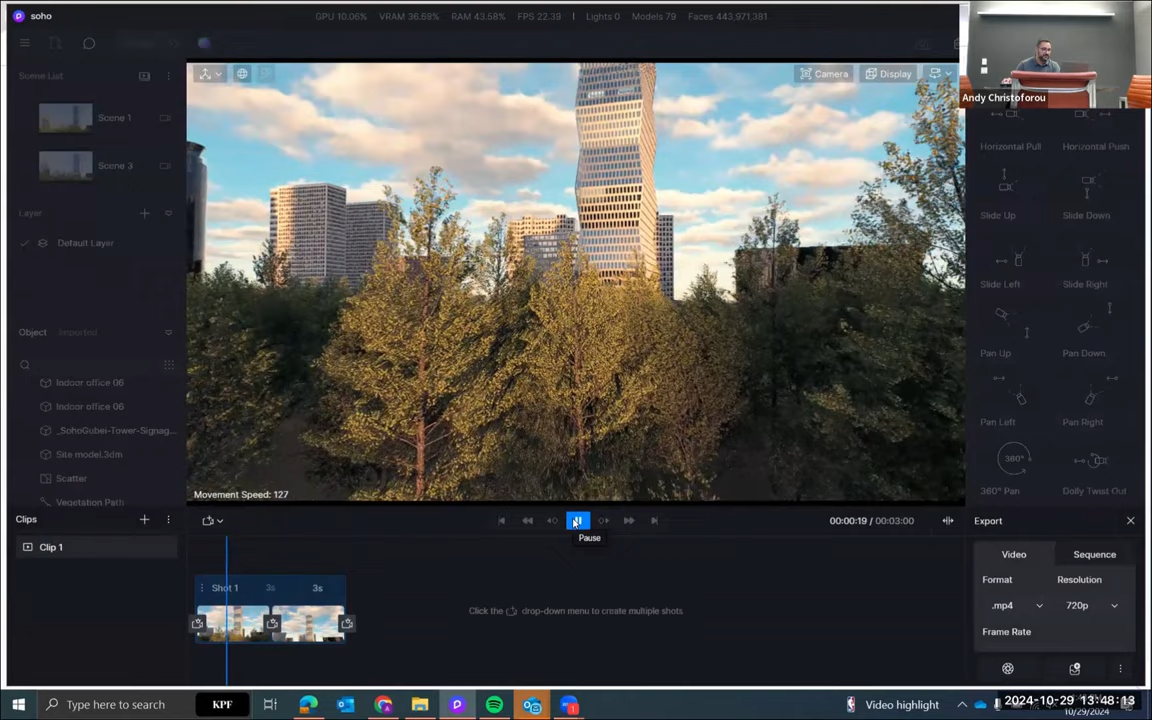 soho
GPU 10.06% VRAM 36.68% RAM 43.58% FPS 22.39 | Lights 0 Models 79 Faces 443,971,381
Andy Christoforou
Scene List
Scene 1
Scene 3
Layer
Default Layer
Object Imported
Indoor office 06
Indoor office 06
_SohoGubei-Tower-Signag...
Site model.3dm
Scatter
Vegetation Path
Camera
Display
Movement Speed: 127
Horizontal Pull Horizontal Push
Slide Up Slide Down
Slide Left Slide Right
Pan Up Pan Down
Pan Left Pan Right
360°
360° Pan Dolly Twist Out
Clips
Clip 1
Pause
00:00:19 / 00:03:00
Shot 1 3s 3s
Click the drop-down menu to create multiple shots
Export
Video Sequence
Format Resolution
.mp4 720p
Frame Rate
Type here to search
KPF
Video highlight
2024-10-29 13:48:13
10/29/2024